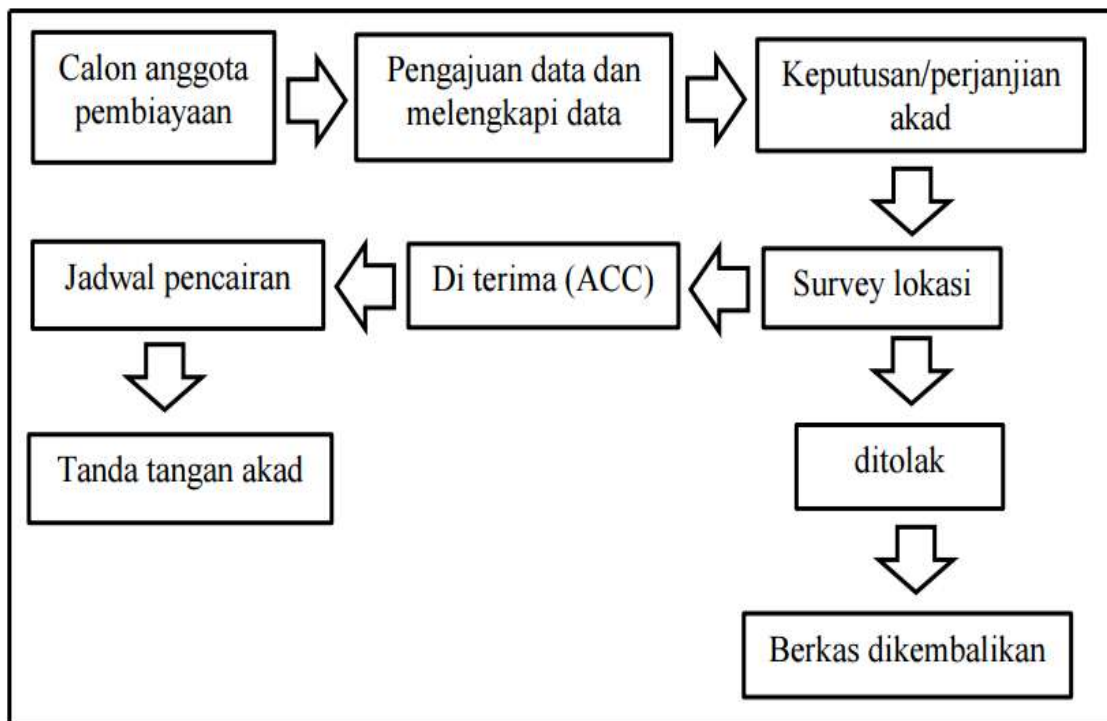 Calon anggota
pembiayaan
Pengajuan data dan
melengkapi data
Keputusan/perjanjian
akad
Survey lokasi
Di terima (ACC)
Jadwal pencairan
Tanda tangan akad
ditolak
Berkas dikembalikan